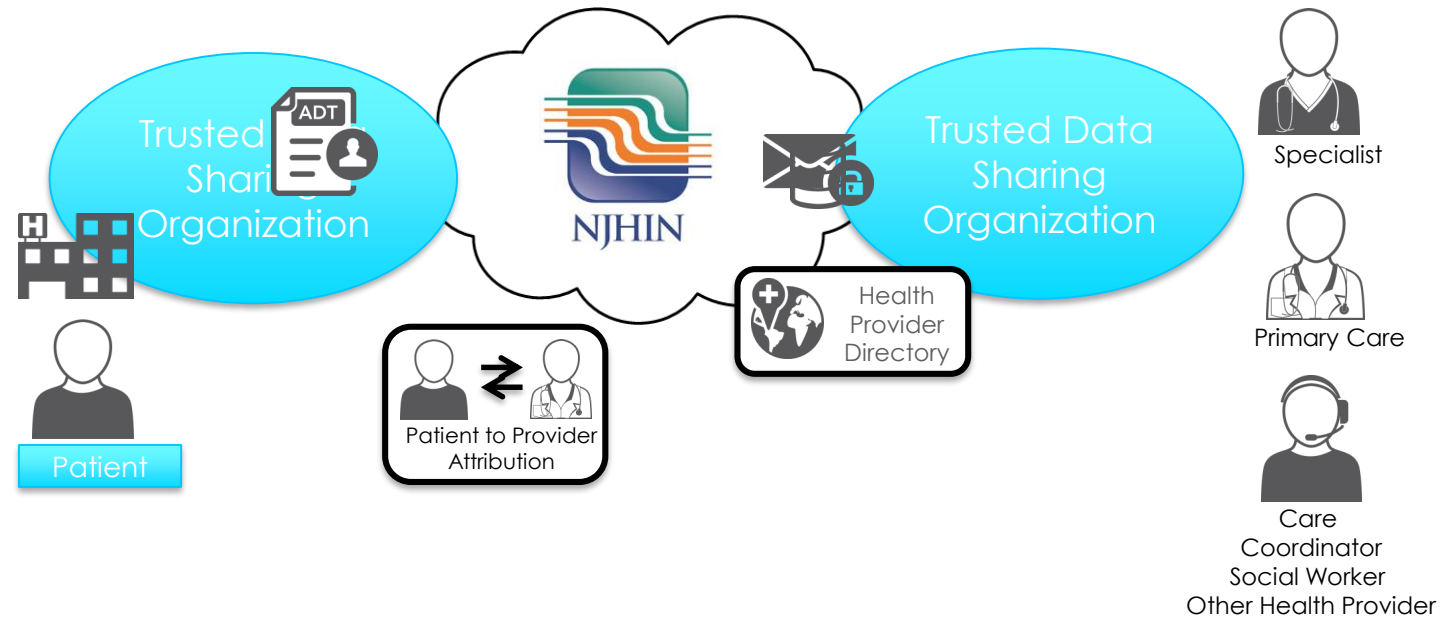 Trusted
Shari
Organization
ADT
H
Patient
NJHIN
Patient to Provider
Attribution
Health
Provider
Directory
Trusted Data
Sharing
Organization
Specialist
Primary Care
Care
Coordinator
Social Worker
Other Health Provider